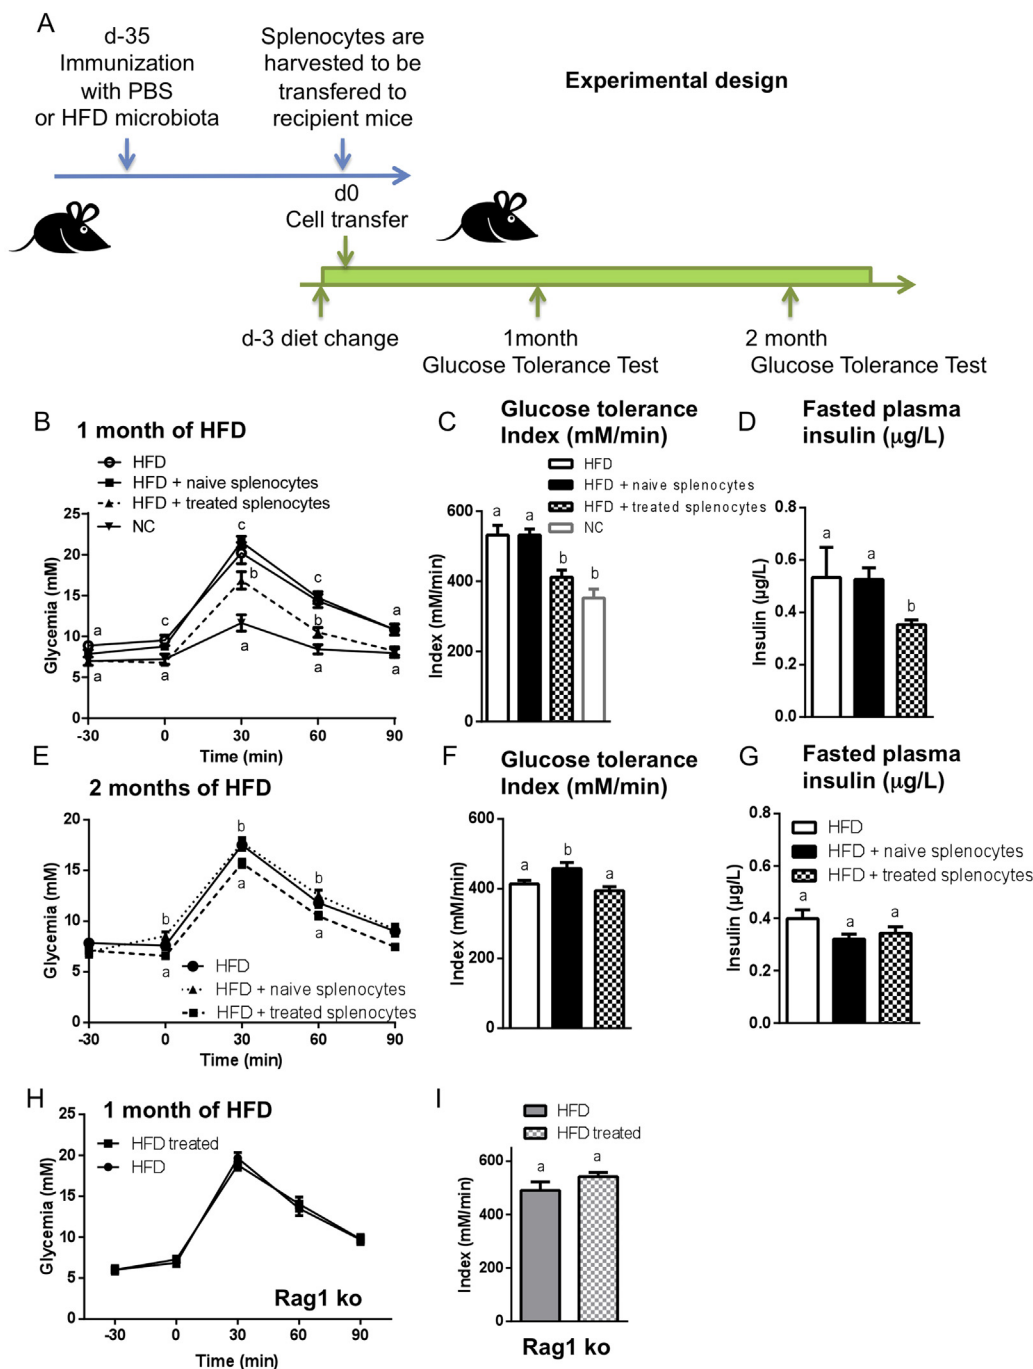 A
d-35
Immunization
with PBS
or HFD microbiota
Splenocytes are
harvested to be
transfered to
recipient mice
Experimental design
d0
Cell transfer
d-3 diet change
1month
Glucose Tolerance Test
2 month
Glucose Tolerance Test
B
1 month of HFD
HFD
HFD + naive splenocytes
HFD + treated splenocytes
NC
25
20
15
10
5
0
Glycemia (mM)
a
c
c
b
c
b
a
a
a
a
a
a
-30
0
30
60
90
Time (min)
C
Glucose tolerance
Index (mM/min)
HFD
HFD + naive splenocytes
HFD + treated splenocytes
NC
600
400
200
0
Index (mM/min)
a
a
b
b
D
Fasted plasma
insulin (µg/L)
0.8
0.6
0.4
0.2
0.0
Insulin (µg/L)
a
a
b
E
2 months of HFD
20
15
10
5
0
Glycemia (mM)
b
b
b
a
a
a
HFD
HFD + naive splenocytes
HFD + treated splenocytes
-30
0
30
60
90
Time (min)
F
Glucose tolerance
Index (mM/min)
600
400
200
0
Index (mM/min)
a
b
a
G
Fasted plasma
insulin (µg/L)
0.8
0.6
0.4
0.2
0.0
Insulin (µg/L)
HFD
HFD + naive splenocytes
HFD + treated splenocytes
a
a
a
H
1 month of HFD
HFD treated
HFD
25
20
15
10
5
0
Glycemia (mM)
Rag1 ko
-30
0
30
60
90
Time (min)
I
HFD
HFD treated
600
400
200
0
Index (mM/min)
a
a
Rag1 ko